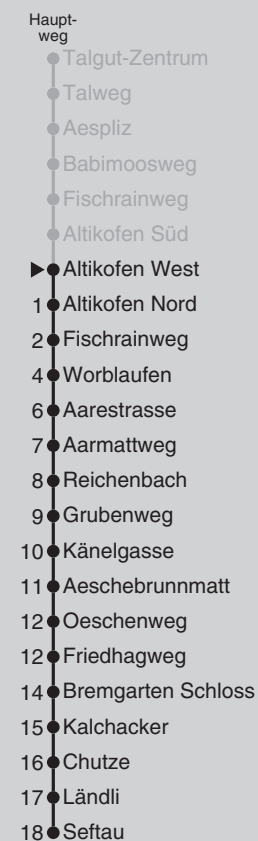 Haupt-
weg
Talgut-Zentrum
Talweg
Aespliz
Babimoosweg
Fischrainweg
Altikofen Süd
Altikofen West
1 Altikofen Nord
2 Fischrainweg
4 Worblaufen
6 Aarestrasse
7 Aarmattweg
8 Reichenbach
9 Grubenweg
10 Känelgasse
11 Aeschebrunnmatt
12 Oeschenweg
12 Friedhagweg
14 Bremgarten Schloss
15 Kalchacker
16 Chutze
17 Ländli
18 Seftau